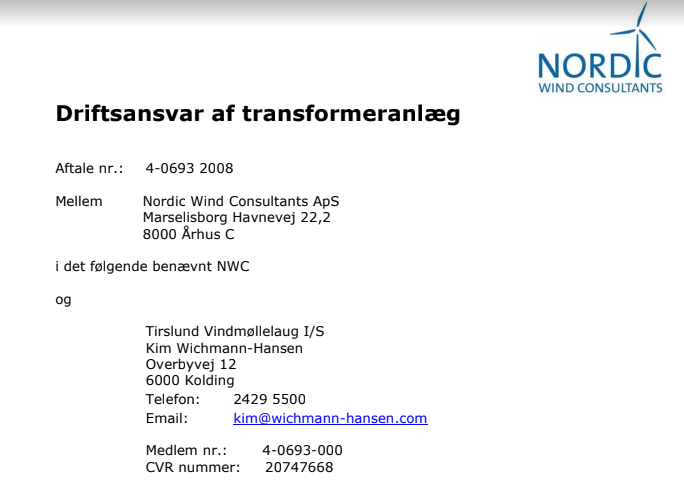 NORDIC
WIND CONSULTANTS
Driftsansvar af transformeranlæg
Aftale nr.: 4-0693 2008
Mellem Nordic Wind Consultants ApS
Marselisborg Havnevej 22,2
8000 Århus C
i det følgende benævnt NWC
og
Tirslund Vindmøllelaug I/S
Kim Wichmann-Hansen
Overbyvej 12
6000 Kolding
Telefon: 2429 5500
Email: kim@wichmann-hansen.com
Medlem nr.: 4-0693-000
CVR nummer: 20747668